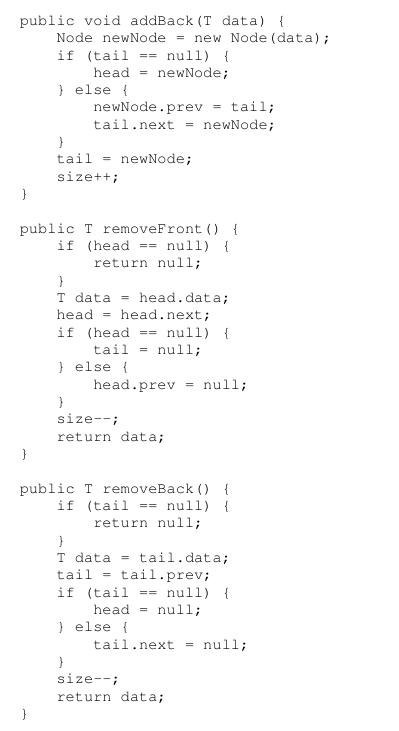 public void addBack(T data) {
    Node newNode = new Node(data);
    if (tail == null) {
        head = newNode;
    } else {
        newNode.prev = tail;
        tail.next = newNode;
    }
    tail = newNode;
    size++;
}

public T removeFront() {
    if (head == null) {
        return null;
    }
    T data = head.data;
    head = head.next;
    if (head == null) {
        tail = null;
    } else {
        head.prev = null;
    }
    size--;
    return data;
}

public T removeBack() {
    if (tail == null) {
        return null;
    }
    T data = tail.data;
    tail = tail.prev;
    if (tail == null) {
        head = null;
    } else {
        tail.next = null;
    }
    size--;
    return data;
}